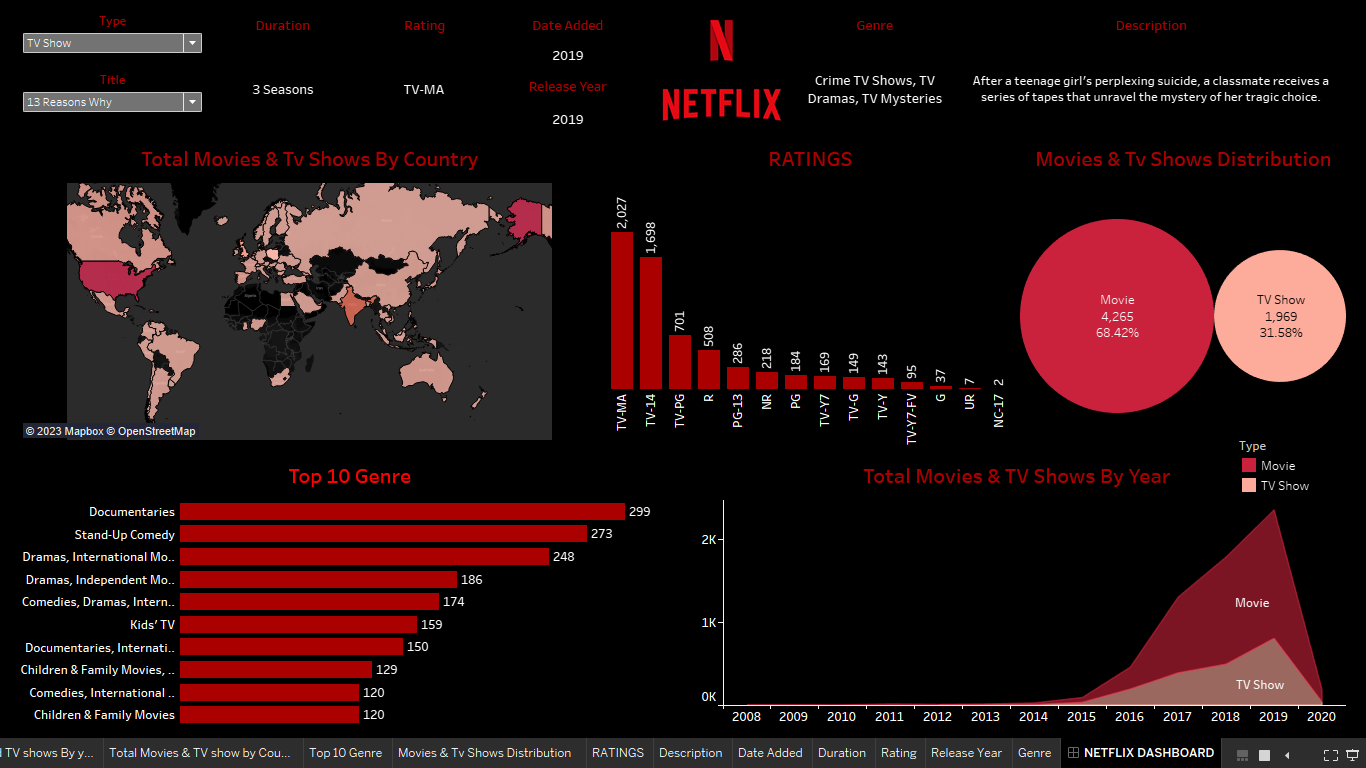 Type
TV Show
Title
13 Reasons Why
Duration
3 Seasons
Rating
TV-MA
Date Added
2019
Release Year
2019
N
NETFLIX
Genre
Crime TV Shows, TV
Dramas, TV Mysteries
Description
After a teenage girl's perplexing suicide, a classmate receives a
series of tapes that unravel the mystery of her tragic choice.
Total Movies & Tv Shows By Country
© 2023 Mapbox © OpenStreetMap
RATINGS
2,027
1,698
701
508
286
218
184
169
149
143
95
37
7
2
TV-MA
TV-14
TV-PG
R
PG-13
NR
PG
TV-Y7
TV-G
TV-Y
TV-Y7-FV
G
UR
NC-17
Movies & Tv Shows Distribution
Movie
4,265
68.42%
TV Show
1,969
31.58%
Type
Movie
TV Show
Top 10 Genre
Documentaries 299
Stand-Up Comedy 273
Dramas, International Mo.. 248
Dramas, Independent Mo.. 186
Comedies, Dramas, Intern.. 174
Kids' TV 159
Documentaries, Internati.. 150
Children & Family Movies, .. 129
Comedies, International .. 120
Children & Family Movies 120
Total Movies & TV Shows By Year
2K
1K
0K
Movie
TV Show
2008 2009 2010 2011 2012 2013 2014 2015 2016 2017 2018 2019 2020
d TV shows By y... Total Movies & TV show by Cou... Top 10 Genre Movies & Tv Shows Distribution RATINGS Description Date Added Duration Rating Release Year Genre NETFLIX DASHBOARD